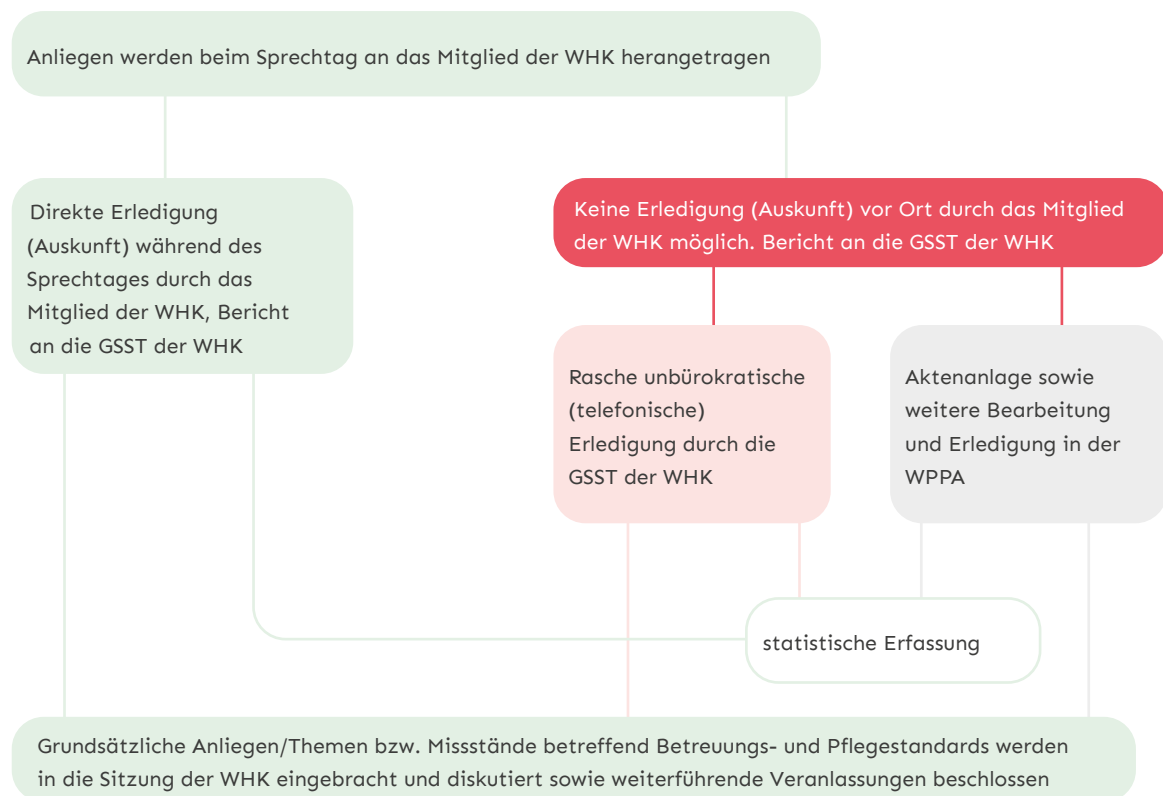 Anliegen werden beim Sprechtag an das Mitglied der WHK herangetragen
Direkte Erledigung
(Auskunft) während des
Sprechtages durch das
Mitglied der WHK, Bericht
an die GSST der WHK
Keine Erledigung (Auskunft) vor Ort durch das Mitglied
der WHK möglich. Bericht an die GSST der WHK
Rasche unbürokratische
(telefonische)
Erledigung durch die
GSST der WHK
Aktenanlage sowie
weitere Bearbeitung
und Erledigung in der
WPPA
statistische Erfassung
Grundsätzliche Anliegen/Themen bzw. Missstände betreffend Betreuungs- und Pflegestandards werden
in die Sitzung der WHK eingebracht und diskutiert sowie weiterführende Veranlassungen beschlossen